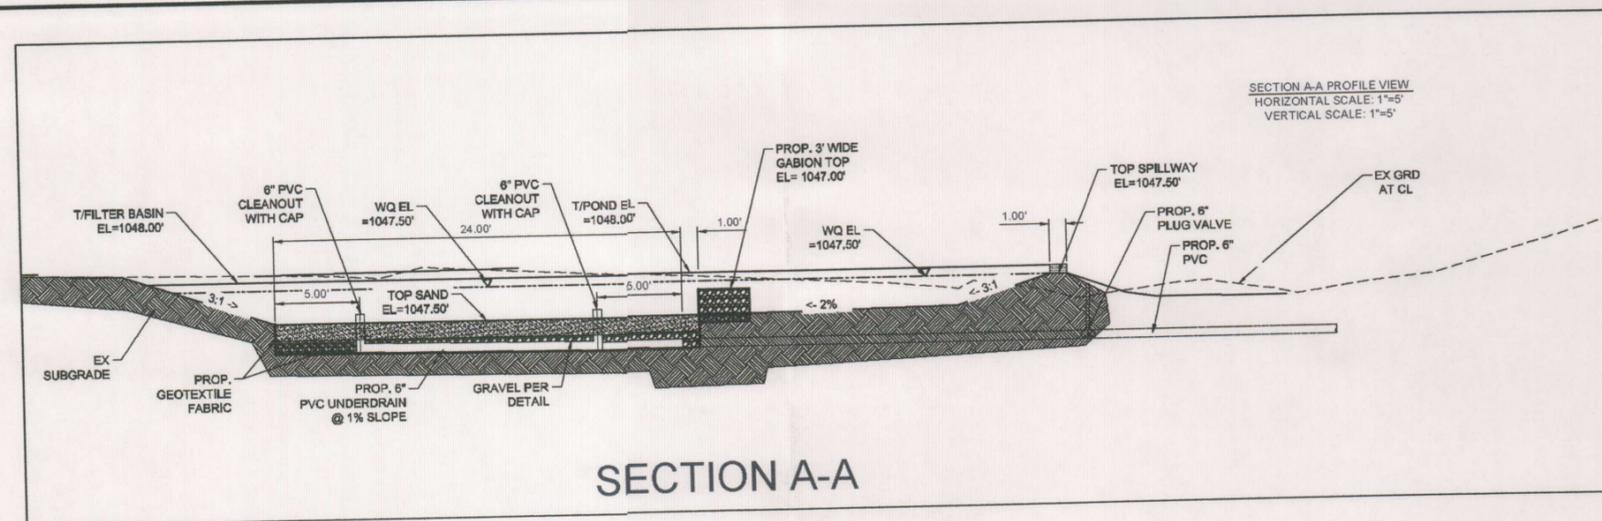 SECTION A-A PROFILE VIEW
HORIZONTAL SCALE: 1"=5'
VERTICAL SCALE: 1"=5'
T/FILTER BASIN
EL=1048.00'
6" PVC
CLEANOUT
WITH CAP
WQ EL
=1047.50'
6" PVC
CLEANOUT
WITH CAP
T/POND EL
=1048.00'
PROP. 3' WIDE
GABION TOP
EL= 1047.00'
WQ EL
=1047.50'
TOP SPILLWAY
EL=1047.50'
EX GRD
AT CL
PROP. 6"
PLUG VALVE
PROP. 6"
PVC
24.00'
1.00'
1.00'
3:1 ->
5.00'
TOP SAND
EL=1047.50'
5.00'
<- 2%
<- 3:1
EX
SUBGRADE
PROP.
GEOTEXTILE
FABRIC
PROP. 6"
PVC UNDERDRAIN
@ 1% SLOPE
GRAVEL PER
DETAIL
SECTION A-A